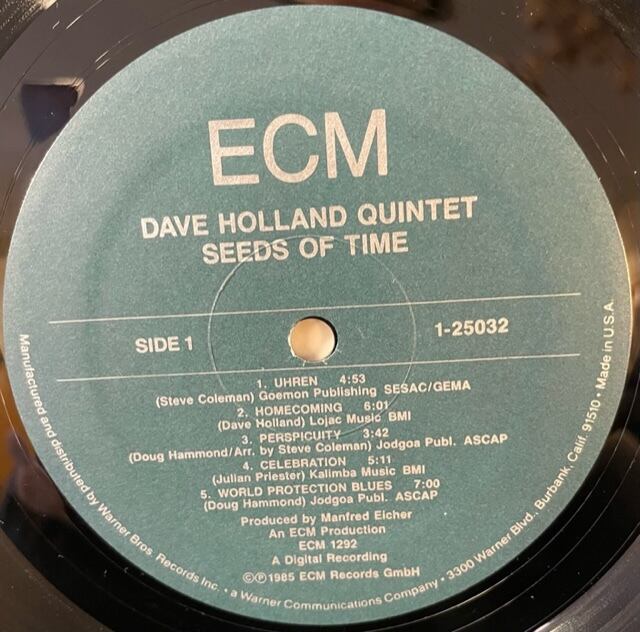 ECM
DAVE HOLLAND QUINTET
SEEDS OF TIME
SIDE 1
1-25032
1. UHREN 4:53
(Steve Coleman) Goemon Publishing SESAC/GEMA
2. HOMECOMING 6:01
(Dave Holland) Lojac Music BMI
3. PERSPICUITY 3:42
(Doug Hammond/Arr. by Steve Coleman) Jodgoa Publ. ASCAP
4. CELEBRATION 5:11
(Julian Priester) Kalimba Music BMI
5. WORLD PROTECTION BLUES 7:00
(Doug Hammond) Jodgoa Publ. ASCAP
Produced by Manfred Eicher
An ECM Production
ECM 1292
A Digital Recording
©℗1985 ECM Records GmbH
Manufactured and distributed by Warner Bros. Records Inc. • a Warner Communications Company • 3300 Warner Blvd., Burbank, Calif. 91510 • Made in U.S.A.